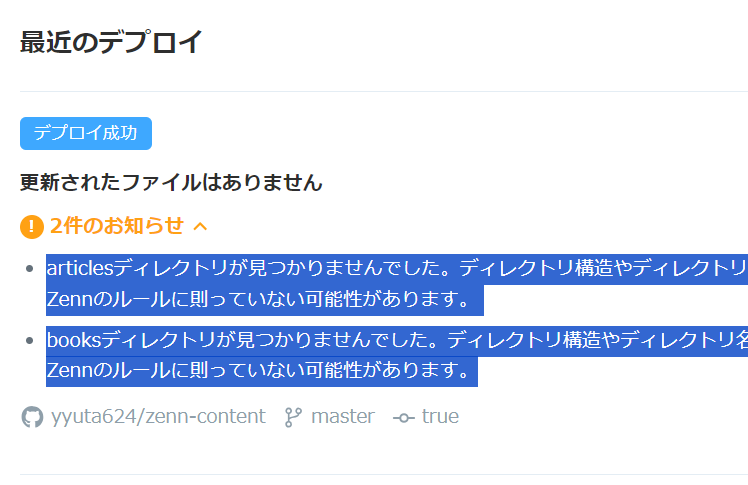 最近のデプロイ
デプロイ成功
更新されたファイルはありません
2件のお知らせ
articlesディレクトリが見つかりませんでした。ディレクトリ構造やディレクトリ
Zennのルールに則っていない可能性があります。
booksディレクトリが見つかりませんでした。ディレクトリ構造やディレクトリ名
Zennのルールに則っていない可能性があります。
yyuta624/zenn-content master true